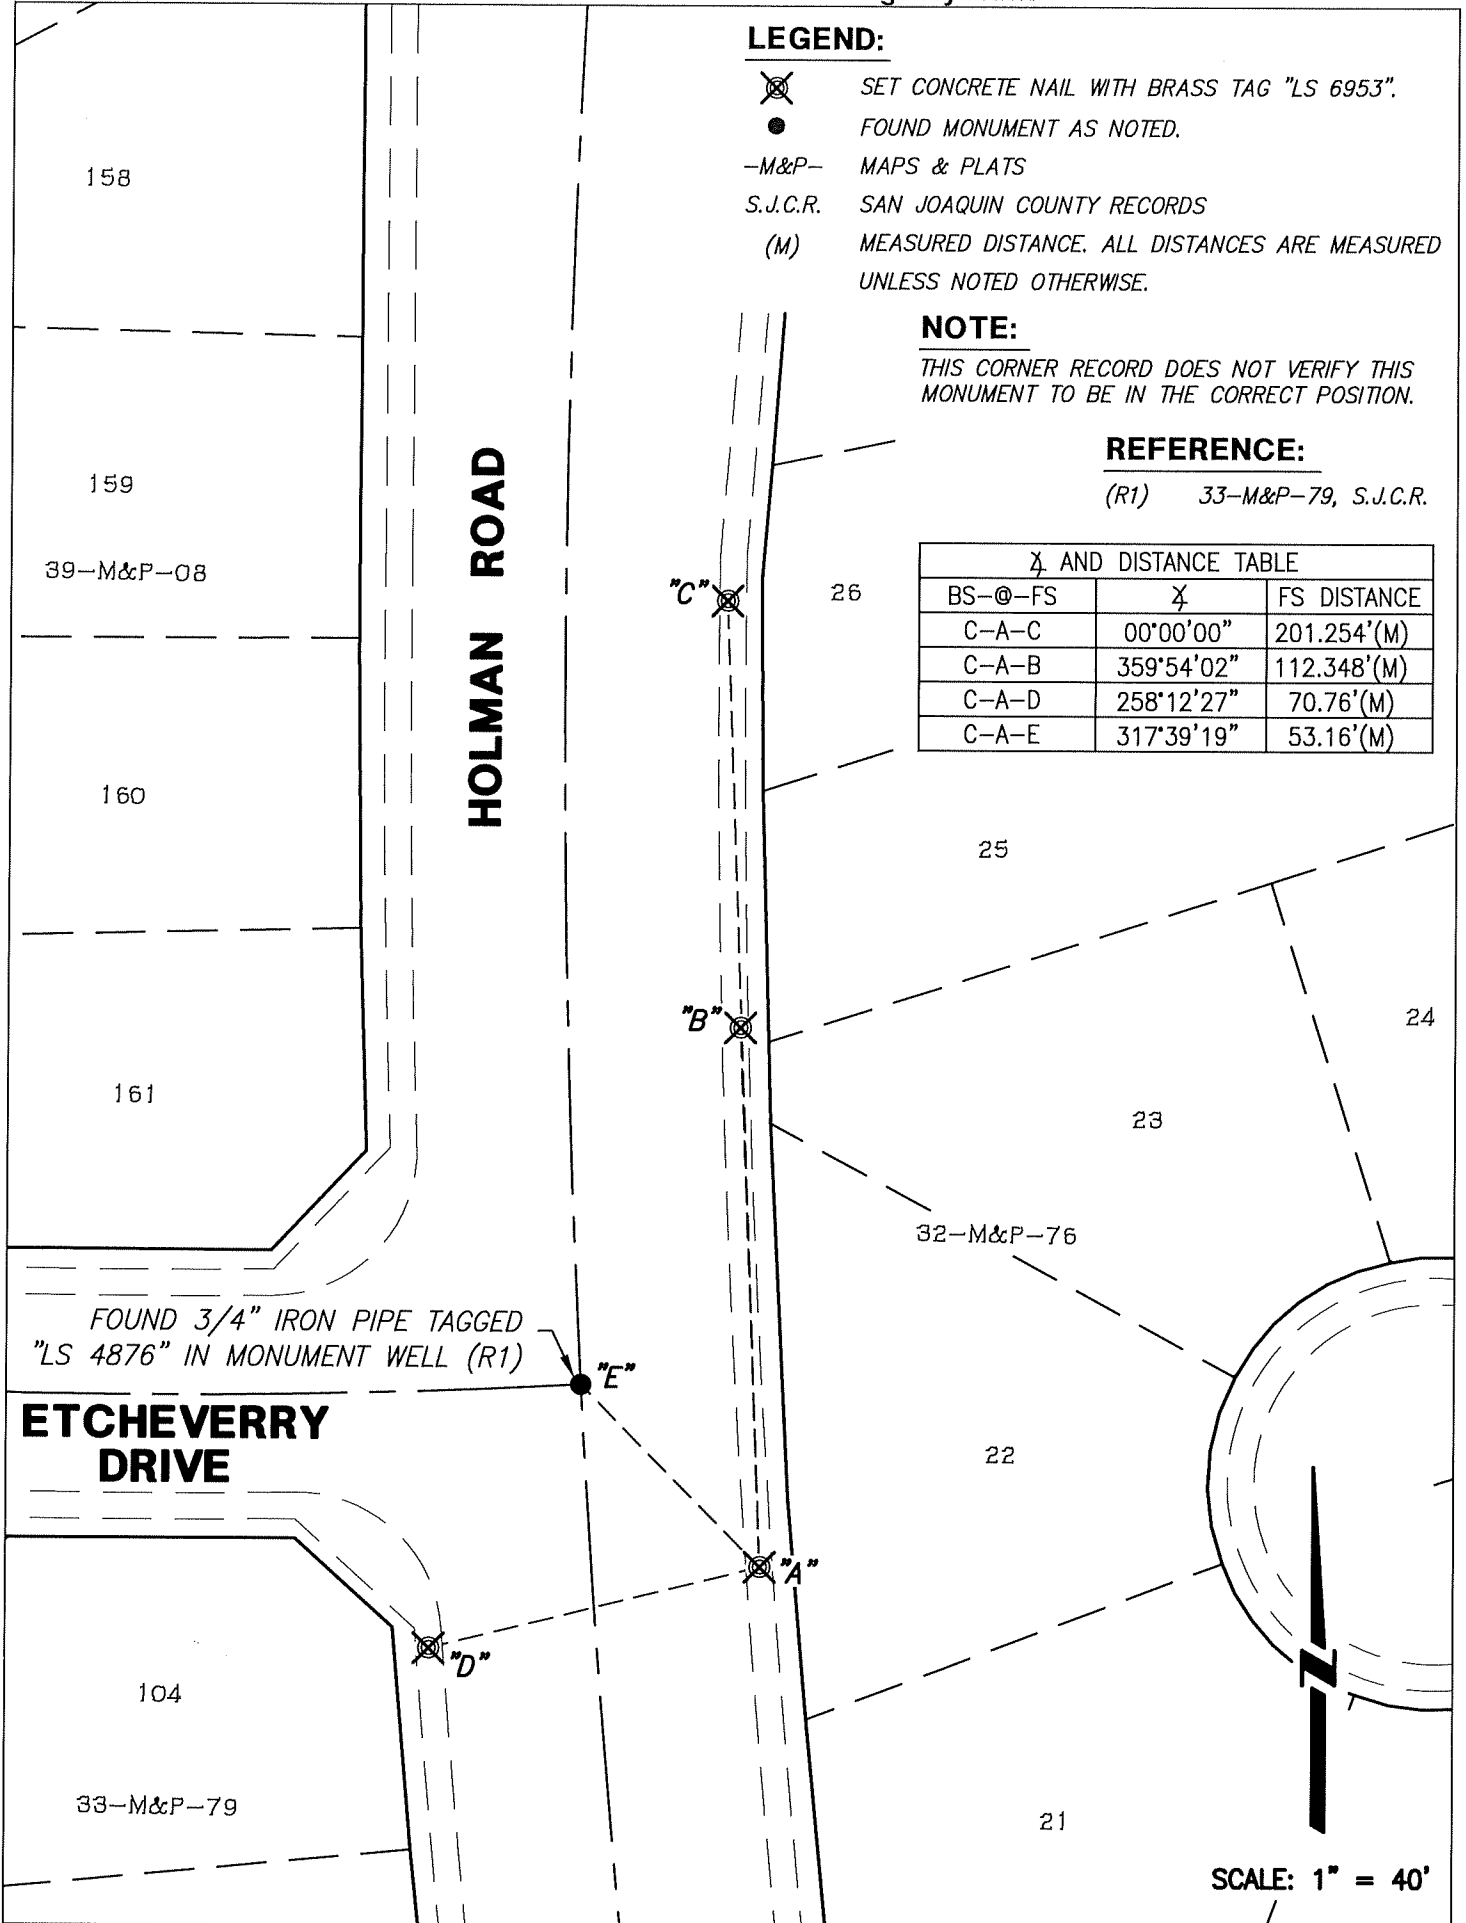 LEGEND:
SET CONCRETE NAIL WITH BRASS TAG "LS 6953".
FOUND MONUMENT AS NOTED.
-M&P- MAPS & PLATS
S.J.C.R. SAN JOAQUIN COUNTY RECORDS
(M) MEASURED DISTANCE. ALL DISTANCES ARE MEASURED
UNLESS NOTED OTHERWISE.
NOTE:
THIS CORNER RECORD DOES NOT VERIFY THIS
MONUMENT TO BE IN THE CORRECT POSITION.
REFERENCE:
(R1) 33-M&P-79, S.J.C.R.
AND DISTANCE TABLE
BS-@-FS FS DISTANCE
C-A-C 00°00'00" 201.254'(M)
C-A-B 359°54'02" 112.348'(M)
C-A-D 258°12'27" 70.76'(M)
C-A-E 317°39'19" 53.16'(M)
158
159
39-M&P-08
160
161
HOLMAN ROAD
"C"
26
25
"B"
24
23
32-M&P-76
FOUND 3/4" IRON PIPE TAGGED
"LS 4876" IN MONUMENT WELL (R1)
"E"
ETCHEVERRY
DRIVE
22
"A"
"D"
104
33-M&P-79
21
N
SCALE: 1" = 40'